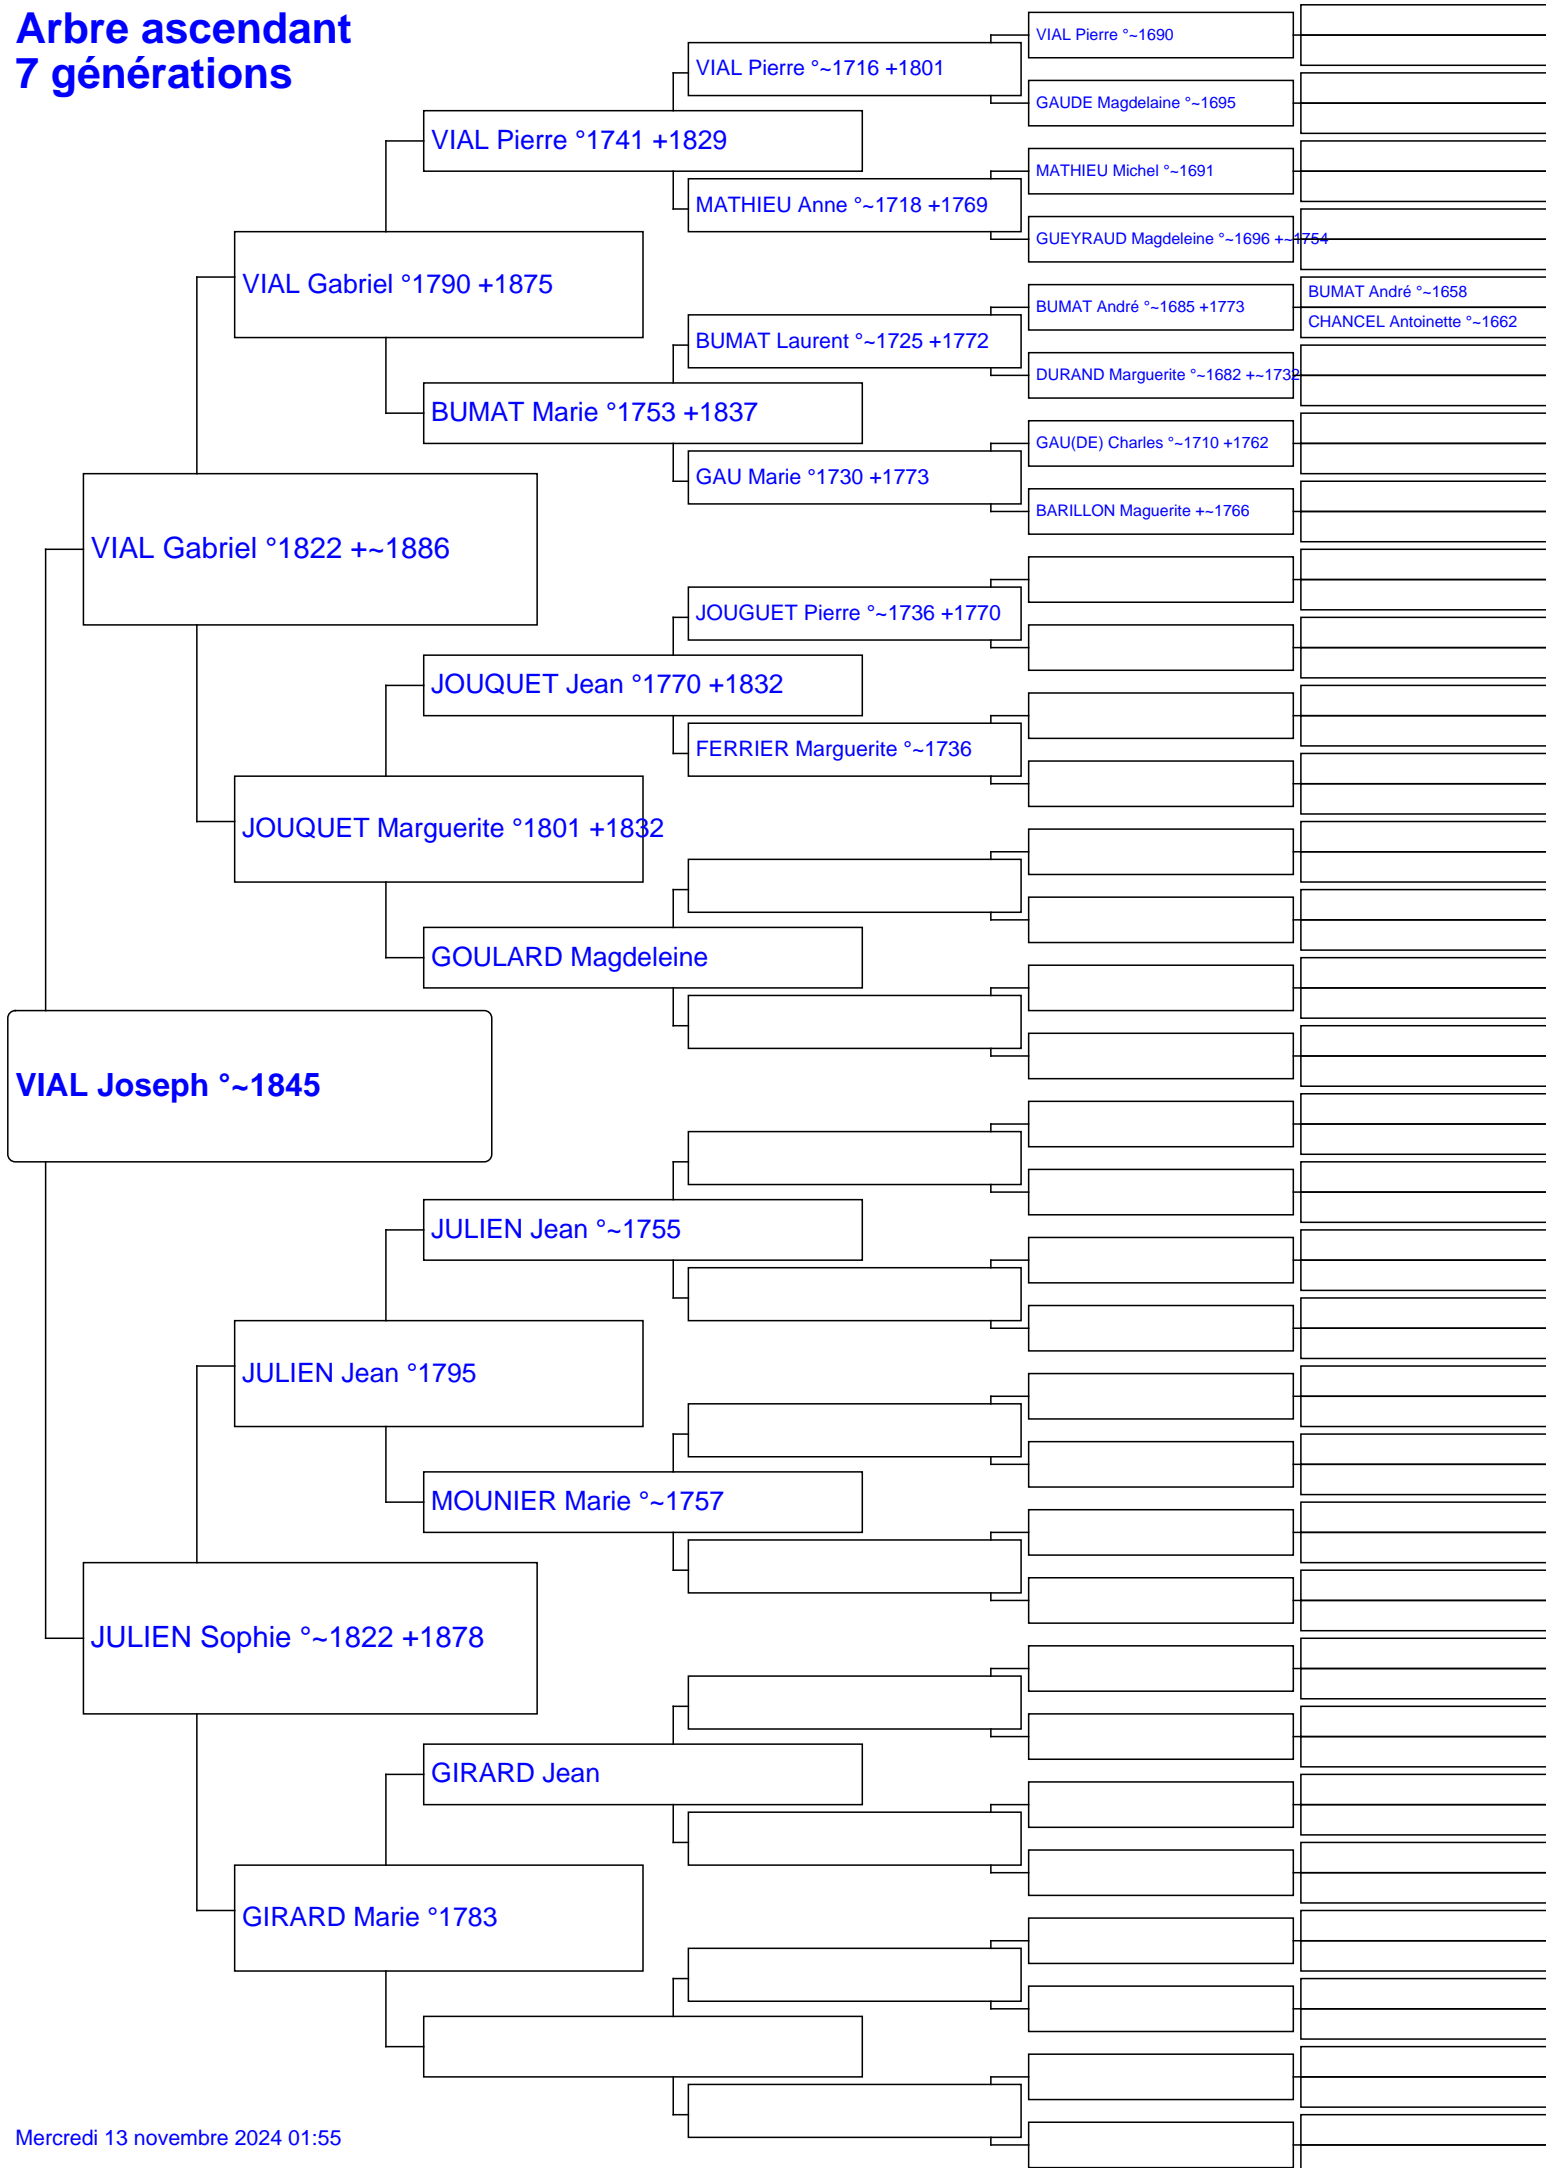 Arbre ascendant
7 générations
VIAL Pierre °~1690
VIAL Pierre °~1716 +1801
GAUDE Magdelaine °~1695
VIAL Pierre °1741 +1829
MATHIEU Michel °~1691
MATHIEU Anne °~1718 +1769
GUEYRAUD Magdeleine °~1696 +~1754
VIAL Gabriel °1790 +1875
BUMAT André °~1658
BUMAT André °~1685 +1773
CHANCEL Antoinette °~1662
BUMAT Laurent °~1725 +1772
DURAND Marguerite °~1682 +~1732
BUMAT Marie °1753 +1837
GAU(DE) Charles °~1710 +1762
GAU Marie °1730 +1773
BARILLON Maguerite +~1766
VIAL Gabriel °1822 +~1886
JOUGUET Pierre °~1736 +1770
JOUQUET Jean °1770 +1832
FERRIER Marguerite °~1736
JOUQUET Marguerite °1801 +1832
GOULARD Magdeleine
VIAL Joseph °~1845
JULIEN Jean °~1755
JULIEN Jean °1795
MOUNIER Marie °~1757
JULIEN Sophie °~1822 +1878
GIRARD Jean
GIRARD Marie °1783
Mercredi 13 novembre 2024 01:55